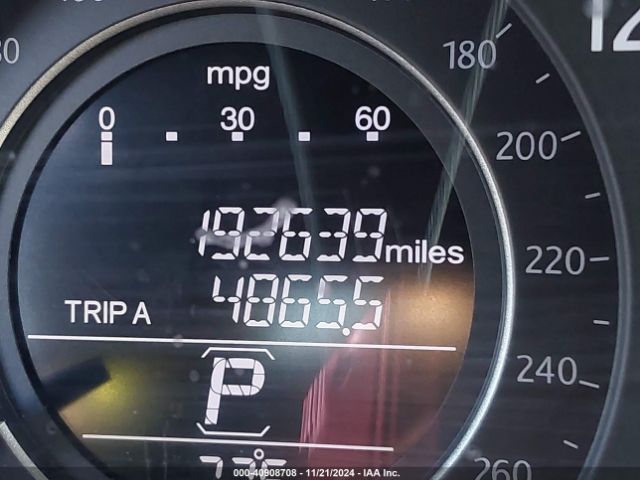 mpg
0 30 60
192639 miles
TRIP A 4865.5
P
180
200
220
240
260
000-40908708 - 11/21/2024 - IAA Inc.